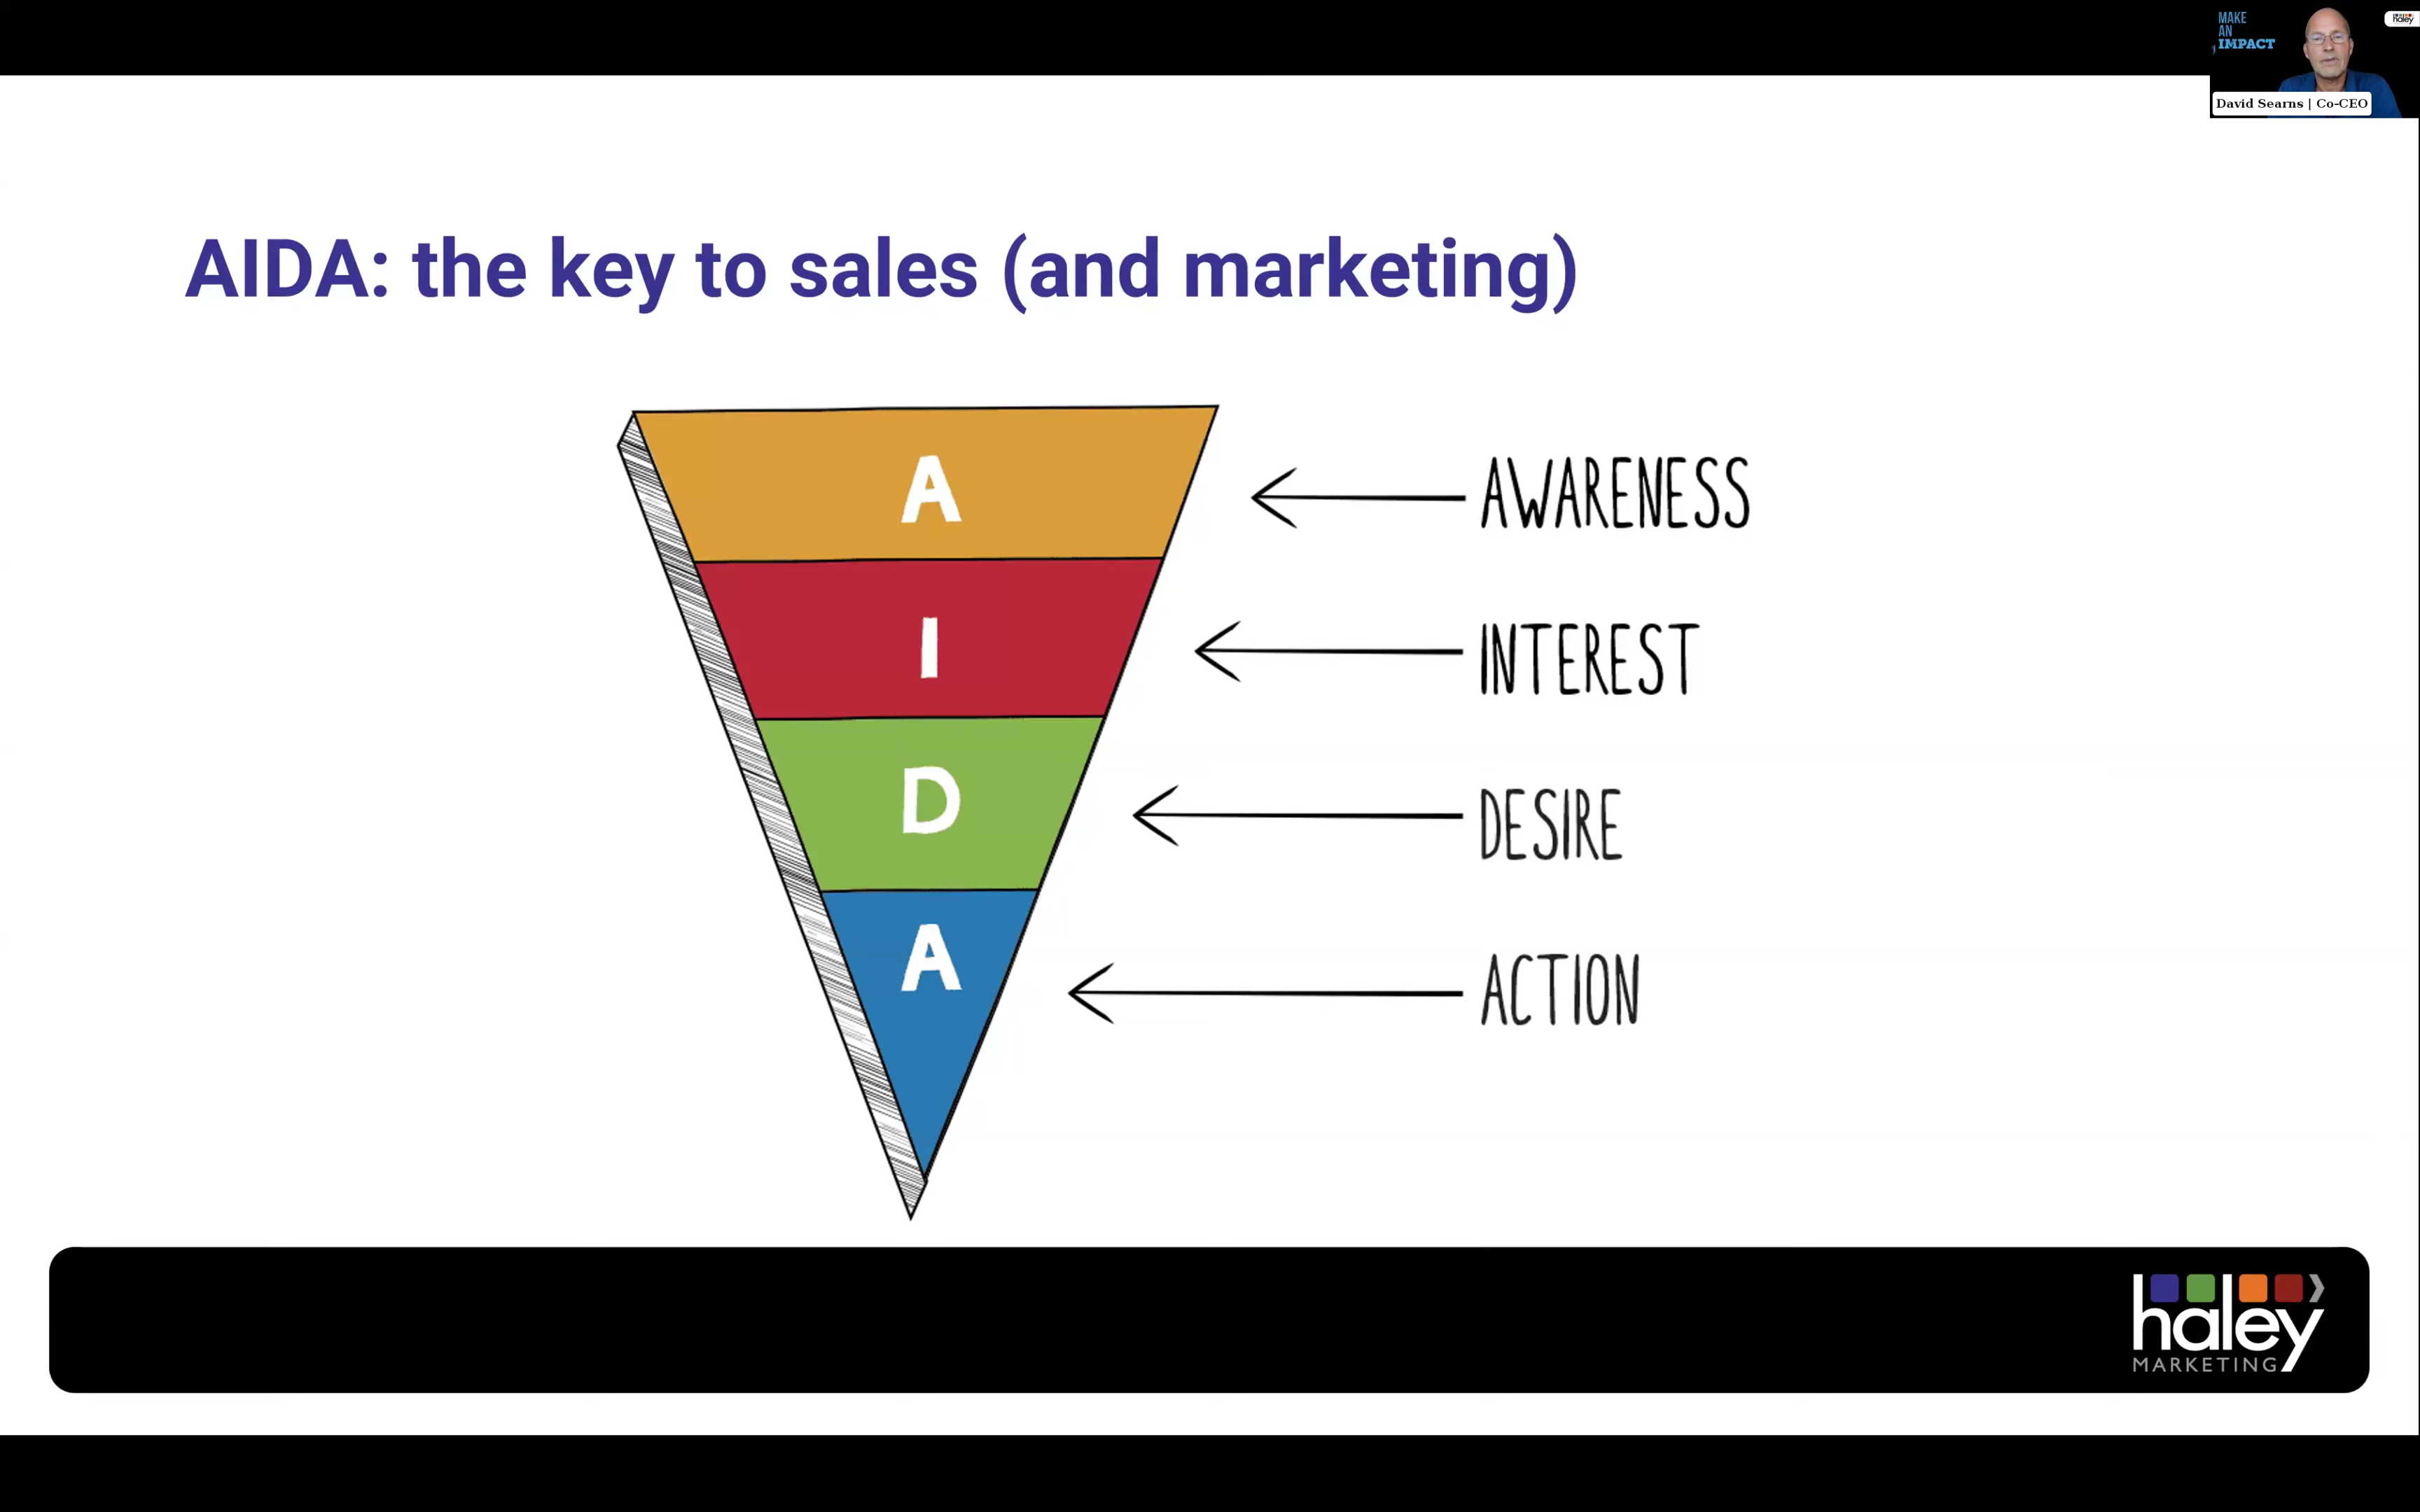 MAKE
AN
IMPACT
haley
David Searns | Co-CEO
AIDA: the key to sales (and marketing)
A
AWARENESS
I
INTEREST
D
DESIRE
A
ACTION
haley
MARKETING